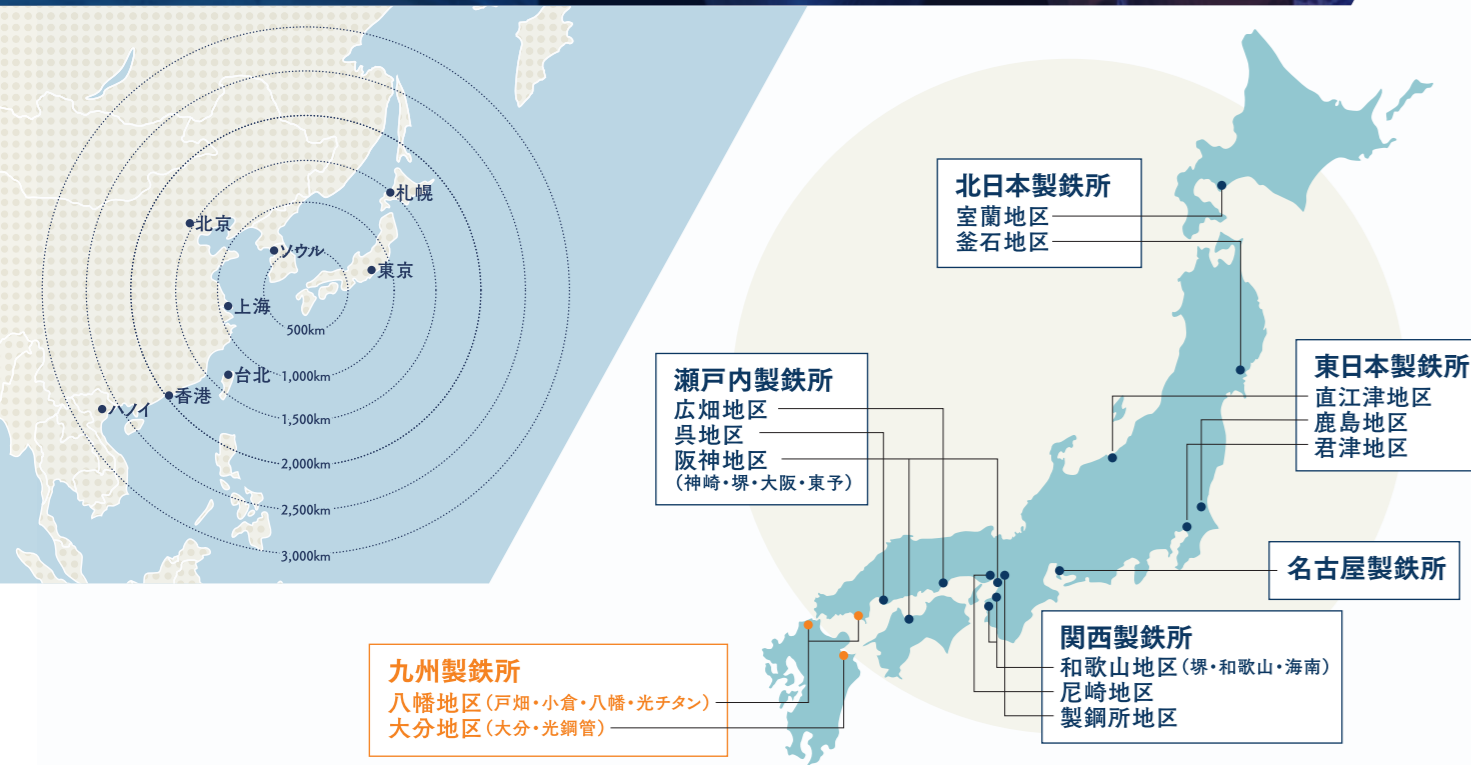 札幌
北京
ソウル
東京
上海
500km
台北
1,000km
香港
ハノイ
1,500km
2,000km
2,500km
3,000km
北日本製鉄所
室蘭地区
釜石地区
東日本製鉄所
直江津地区
鹿島地区
君津地区
瀬戸内製鉄所
広畑地区
呉地区
阪神地区
(神崎・堺・大阪・東予)
名古屋製鉄所
関西製鉄所
和歌山地区(堺・和歌山・海南)
尼崎地区
製鋼所地区
九州製鉄所
八幡地区(戸畑・小倉・八幡・光チタン)
大分地区(大分・光鋼管)